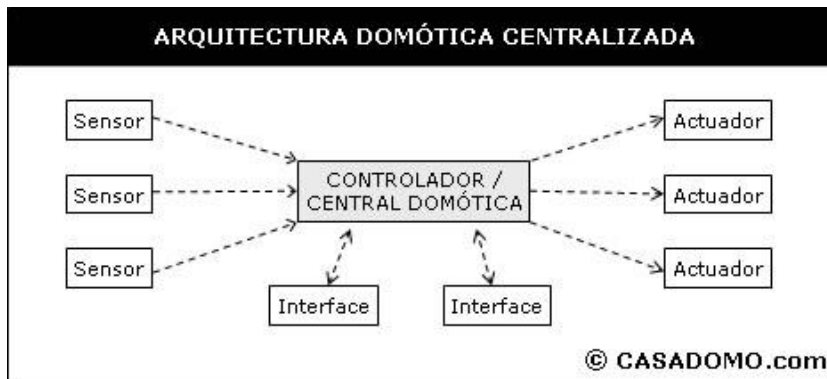 ARQUITECTURA DOMÓTICA CENTRALIZADA
Sensor
Actuador
CONTROLADOR /
CENTRAL DOMÓTICA
Sensor
Actuador
Sensor
Actuador
Interface
Interface
© CASADOMO.com